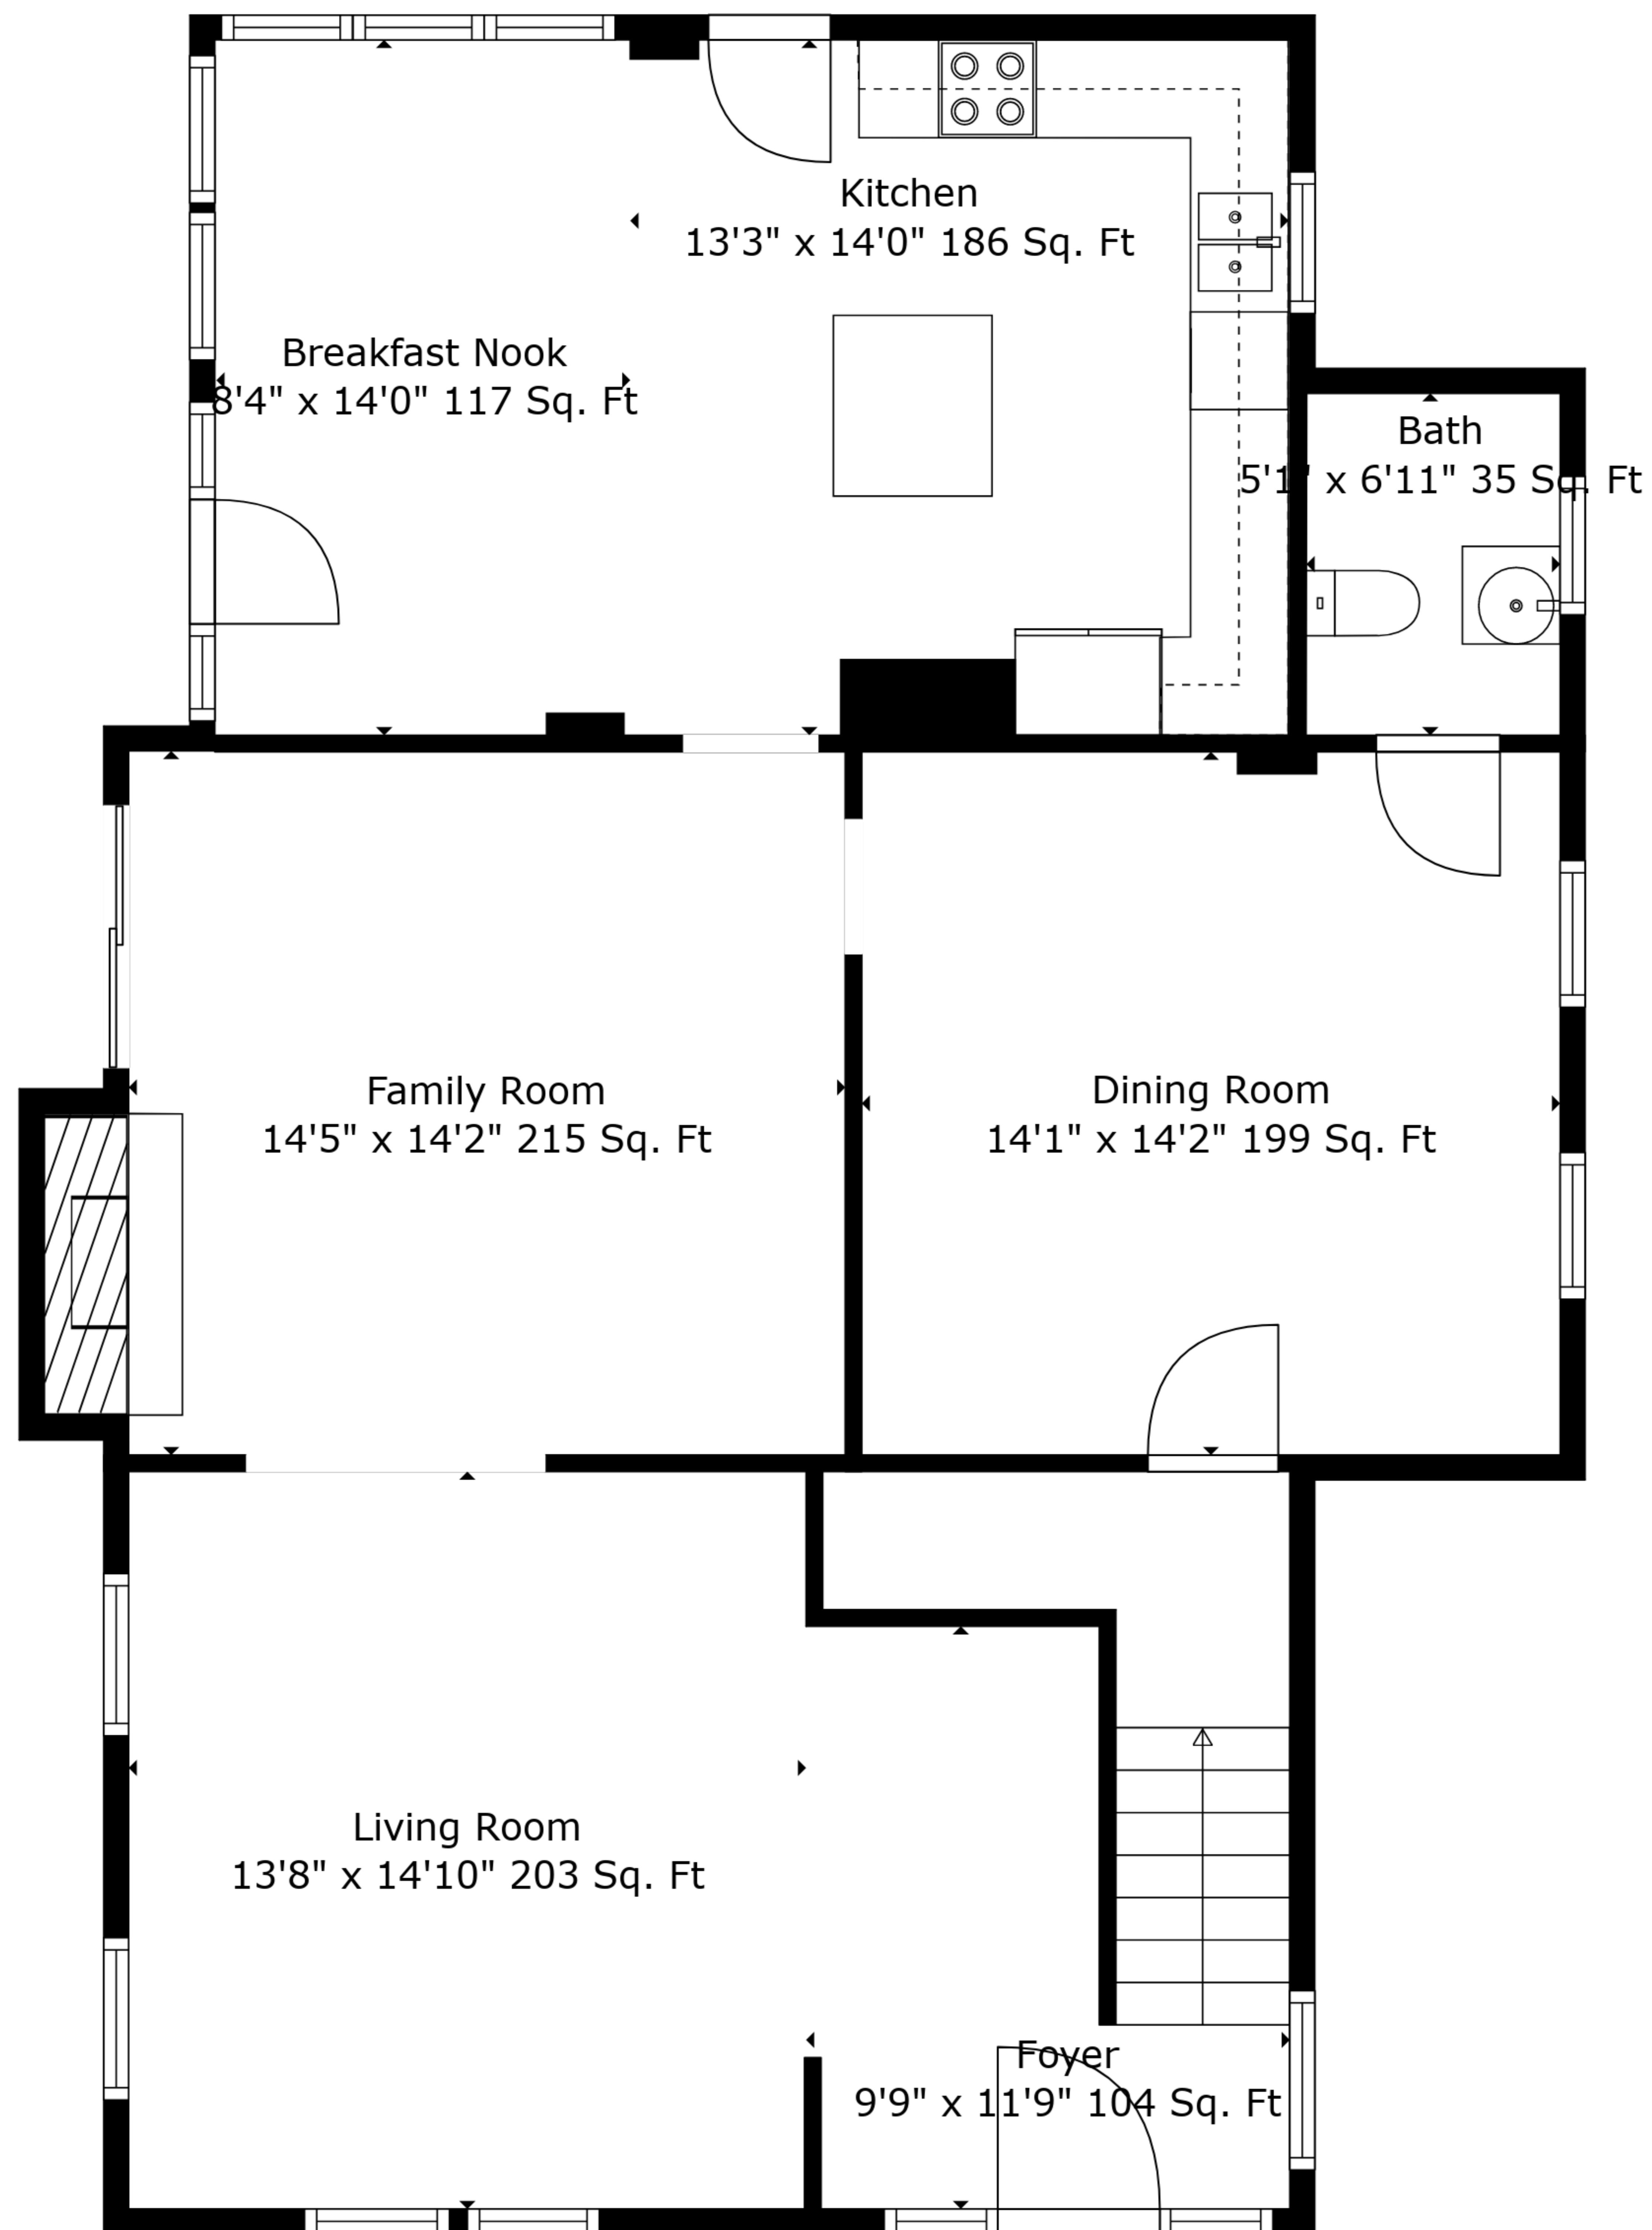 Kitchen
13'3" x 14'0" 186 Sq. Ft
Breakfast Nook
8'4" x 14'0" 117 Sq. Ft
Bath
5'1" x 6'11" 35 Sq. Ft
Family Room
14'5" x 14'2" 215 Sq. Ft
Dining Room
14'1" x 14'2" 199 Sq. Ft
Living Room
13'8" x 14'10" 203 Sq. Ft
Foyer
9'9" x 11'9" 104 Sq. Ft